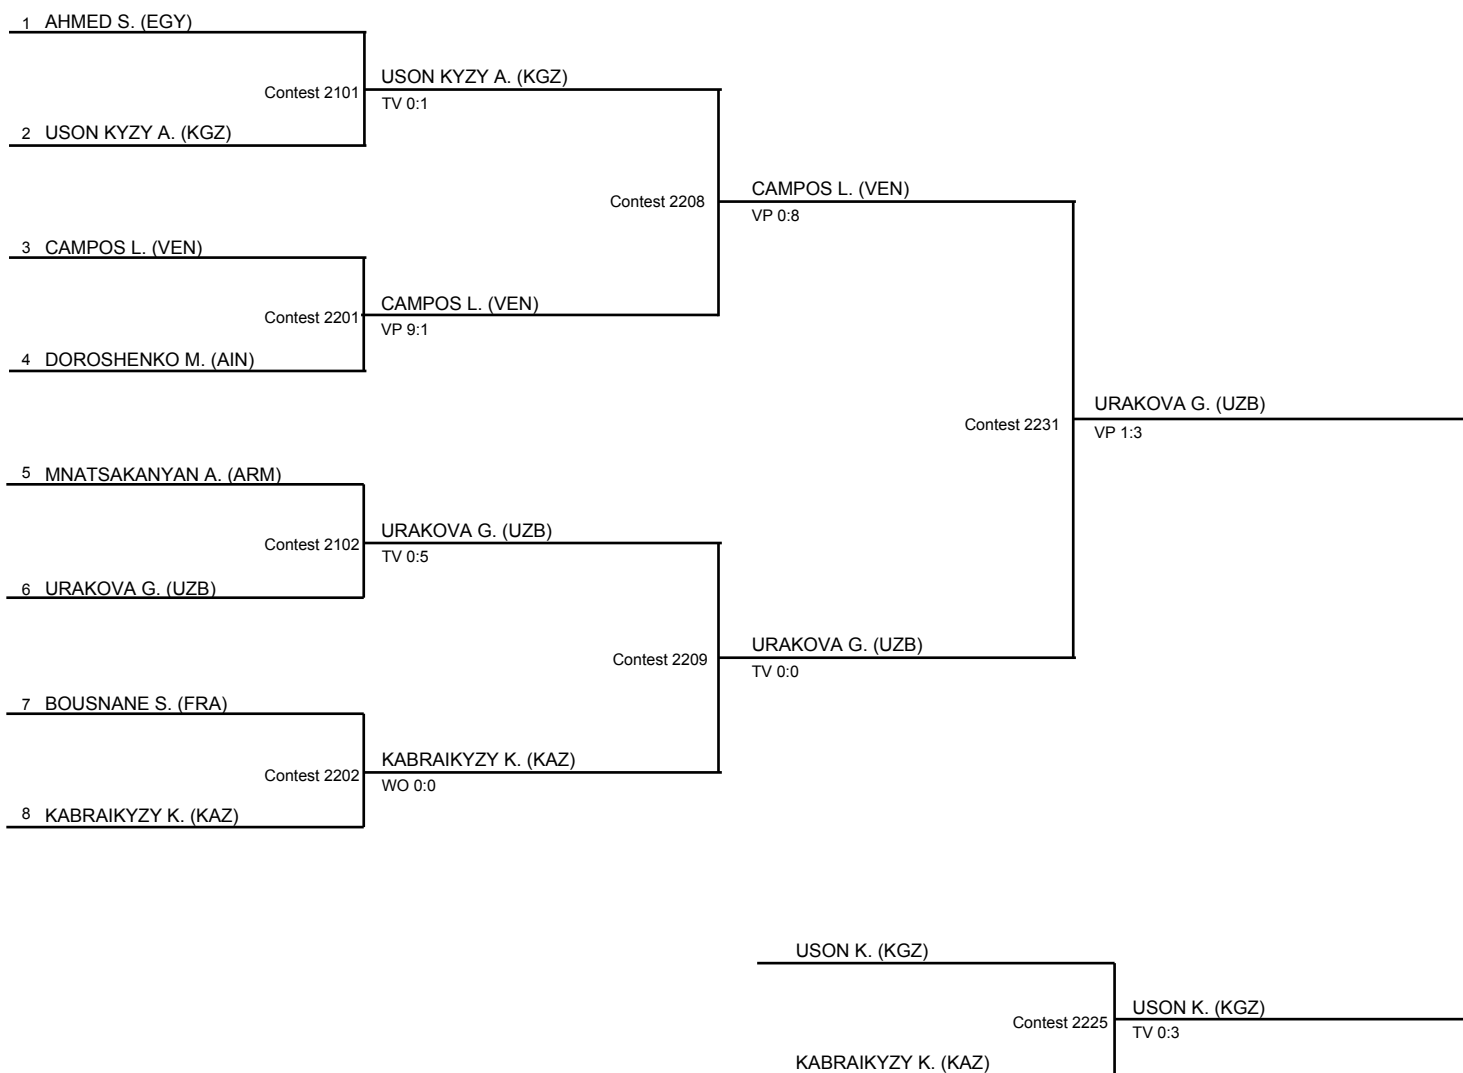 1 AHMED S. (EGY)
USON KYZY A. (KGZ)
Contest 2101
TV 0:1
2 USON KYZY A. (KGZ)
CAMPOS L. (VEN)
Contest 2208
VP 0:8
3 CAMPOS L. (VEN)
CAMPOS L. (VEN)
Contest 2201
VP 9:1
4 DOROSHENKO M. (AIN)
URAKOVA G. (UZB)
Contest 2231
VP 1:3
5 MNATSAKANYAN A. (ARM)
URAKOVA G. (UZB)
Contest 2102
TV 0:5
6 URAKOVA G. (UZB)
URAKOVA G. (UZB)
Contest 2209
TV 0:0
7 BOUSNANE S. (FRA)
KABRAIKYZY K. (KAZ)
Contest 2202
WO 0:0
8 KABRAIKYZY K. (KAZ)
USON K. (KGZ)
USON K. (KGZ)
Contest 2225
TV 0:3
KABRAIKYZY K. (KAZ)